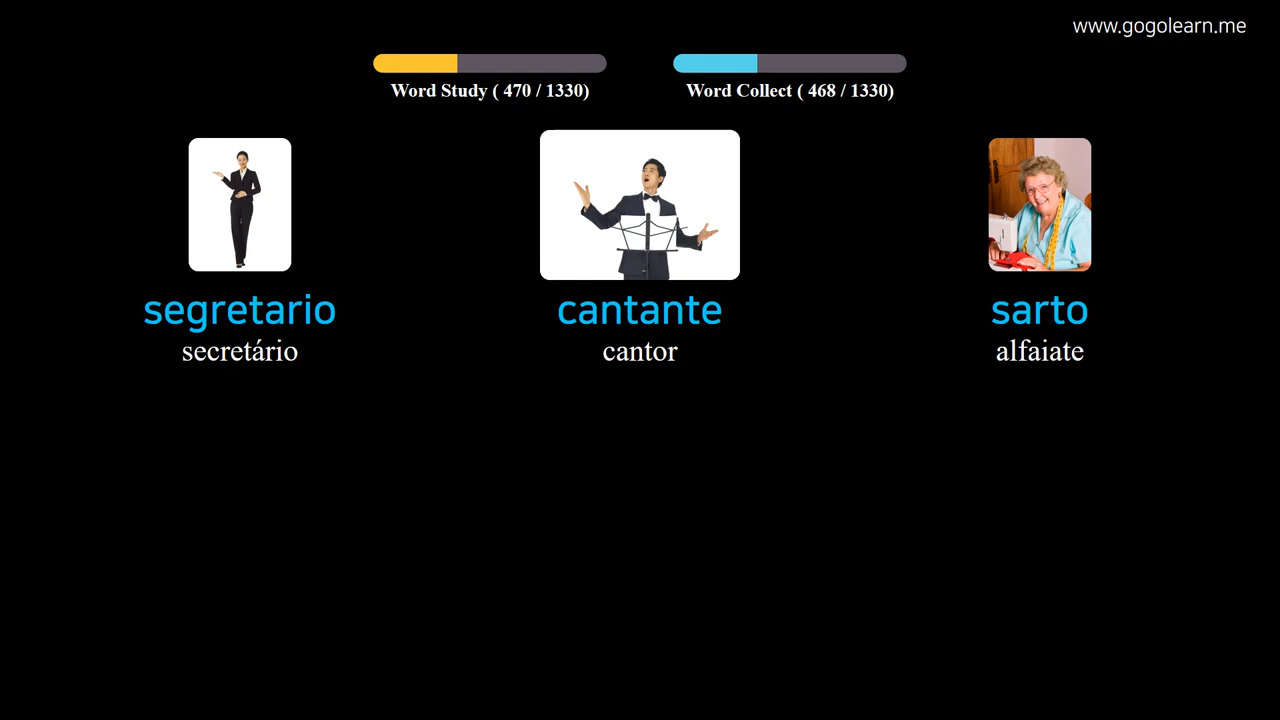 www.gogolearn.me
Word Study ( 470 / 1330)
Word Collect ( 468 / 1330)
segretario
secretário
cantante
cantor
sarto
alfaiate